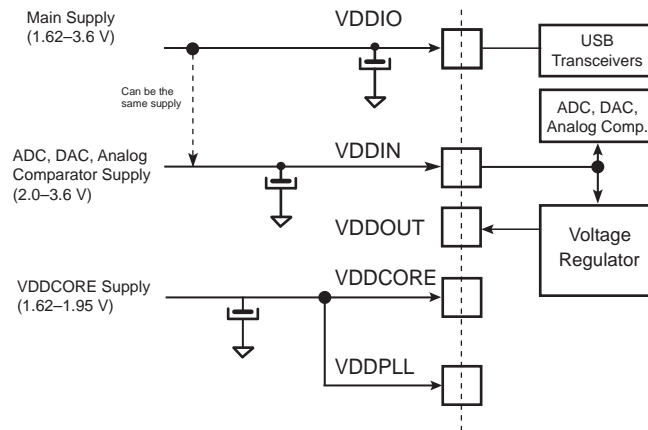 Main Supply
(1.62–3.6 V)
VDDIO
USB
Transceivers
Can be the
same supply
ADC, DAC,
Analog Comp.
ADC, DAC, Analog
Comparator Supply
(2.0–3.6 V)
VDDIN
VDDOUT
Voltage
Regulator
VDDCORE Supply
(1.62–1.95 V)
VDDCORE
VDDPLL